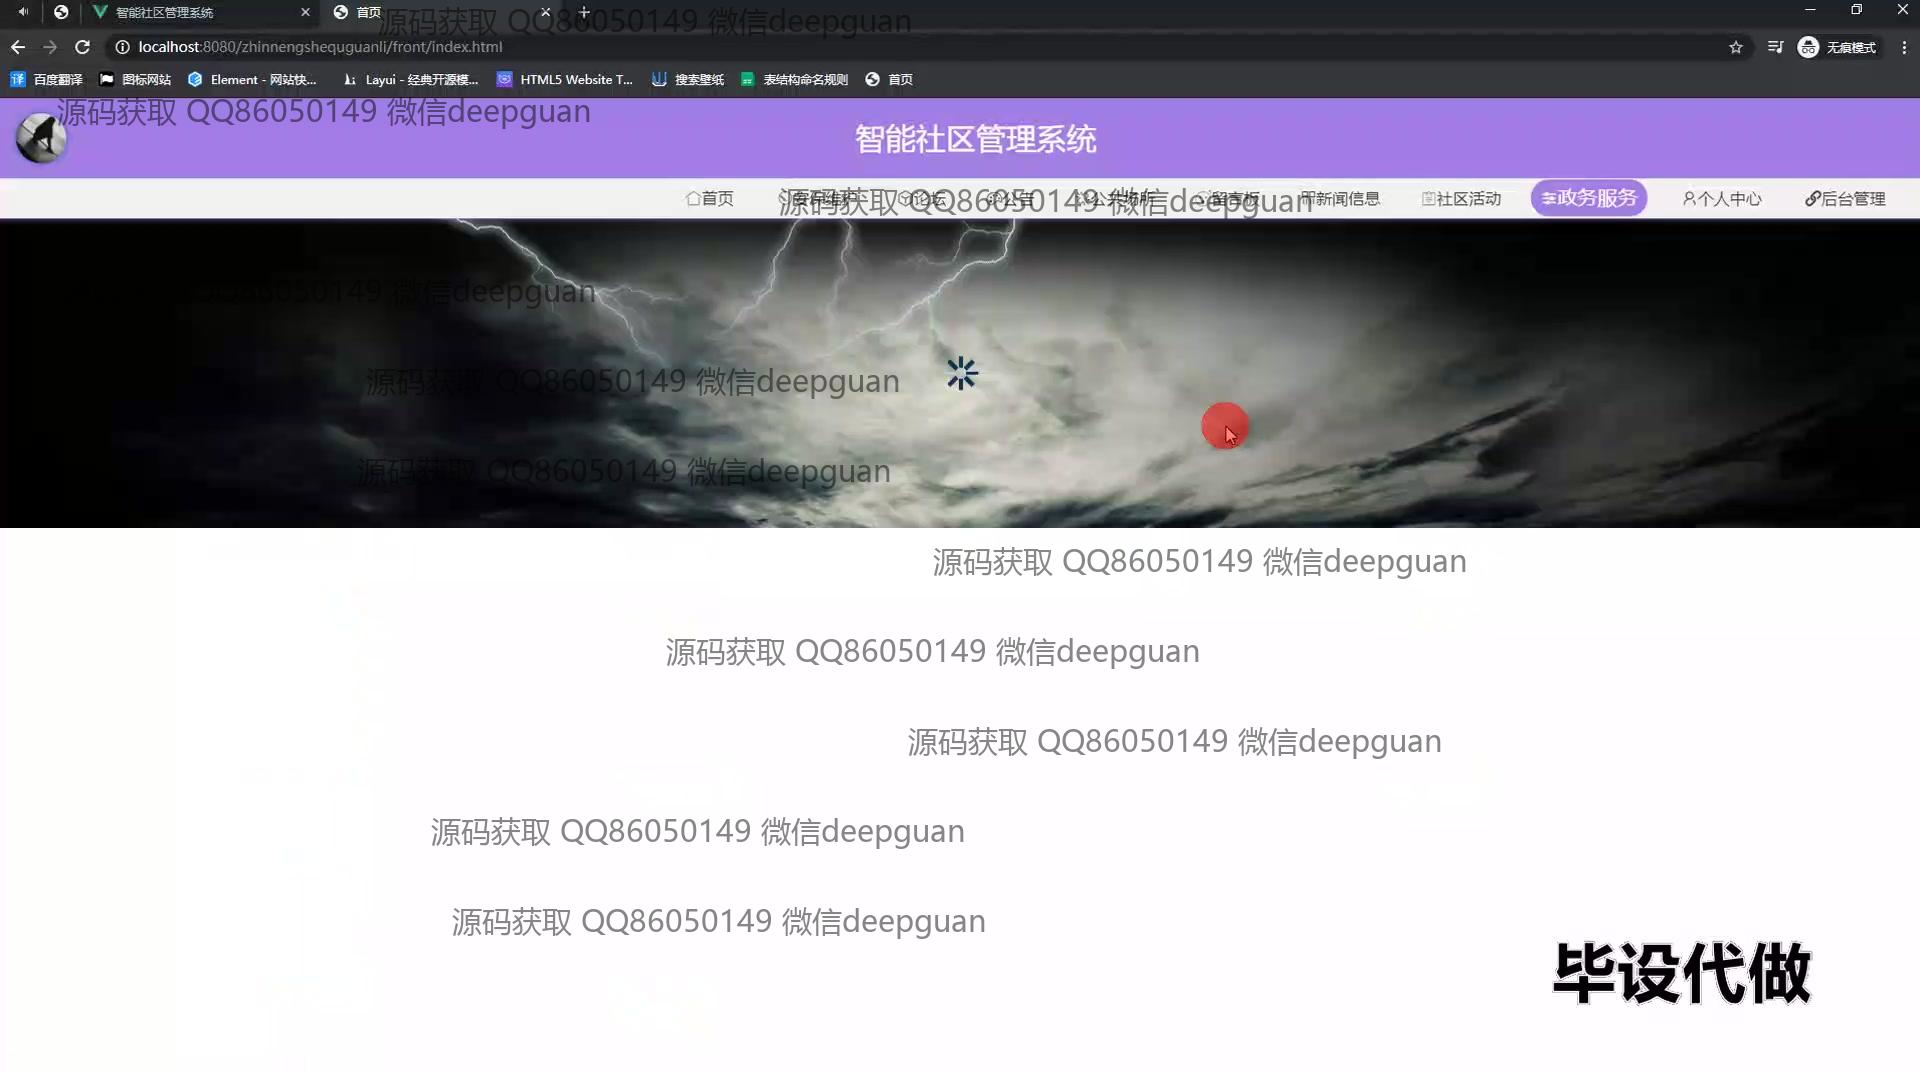 智能社区管理系统
首页
源码获取 QQ86050149 微信deepguan
localhost:8080/zhinnengshequguanli/front/index.html
无痕模式
百度翻译
图标网站
Element - 网站快...
Layui - 经典开源模...
HTML5 Website T...
搜索壁纸
表结构命名规则
首页
源码获取 QQ86050149 微信deepguan
智能社区管理系统
首页
安保维护
论坛
公告
公共场所
留言板
新闻信息
社区活动
政务服务
个人中心
后台管理
源码获取 QQ86050149 微信deepguan
QQ86050149 微信deepguan
源码获取 QQ86050149 微信deepguan
源码获取 QQ86050149 微信deepguan
源码获取 QQ86050149 微信deepguan
源码获取 QQ86050149 微信deepguan
源码获取 QQ86050149 微信deepguan
源码获取 QQ86050149 微信deepguan
源码获取 QQ86050149 微信deepguan
毕设代做